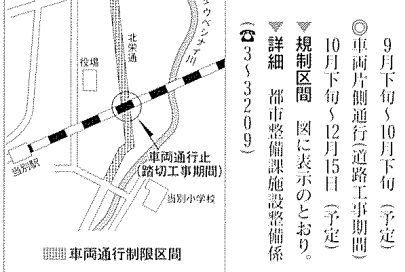 9月下旬〜10月下旬（予定）
◎車両片側通行（道路工事期間）
10月下旬〜12月15日（予定）
▼規制区間　図に表示のとおり。
▼詳細　都市整備課施設整備係
（☎3〜3209）
北栄通
ウベシナイ川
役場
車両通行止
（踏切工事期間）
当別駅
当別小学校
車両通行制限区間